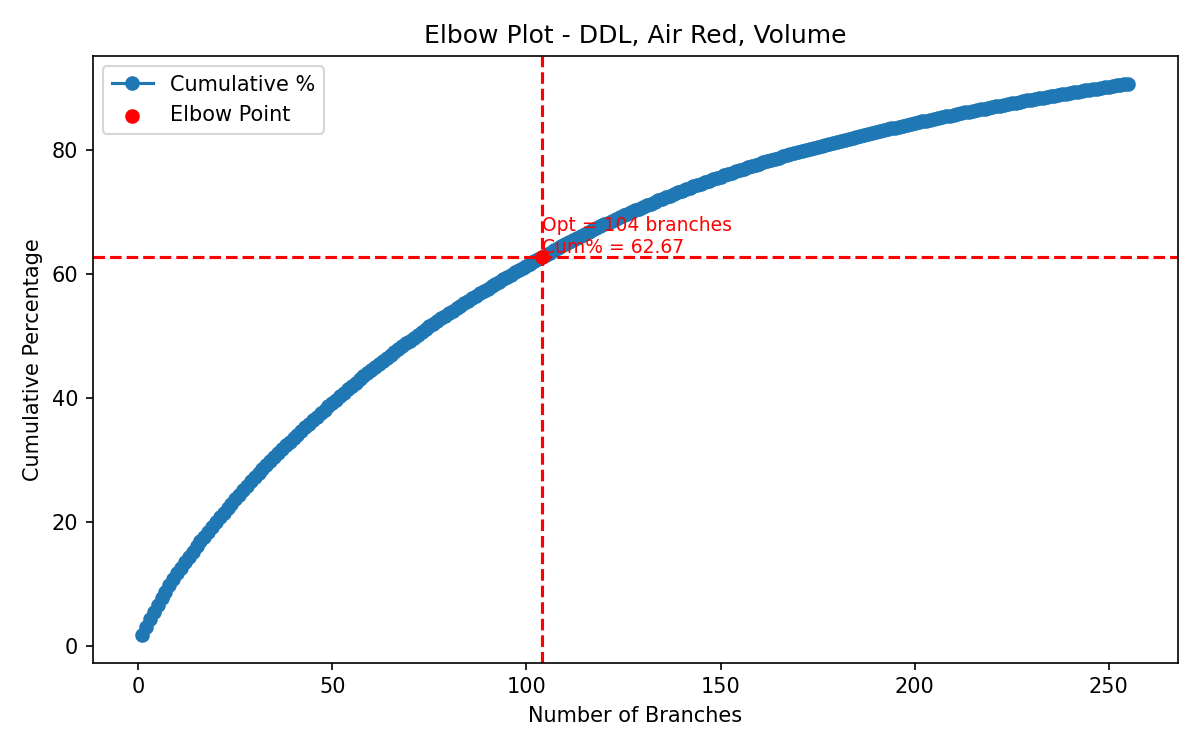 Elbow Plot - DDL, Air Red, Volume
Cumulative %
Elbow Point
Opt = 104 branches
Cum% = 62.67
Cumulative Percentage
80
60
40
20
0
0 50 100 150 200 250
Number of Branches